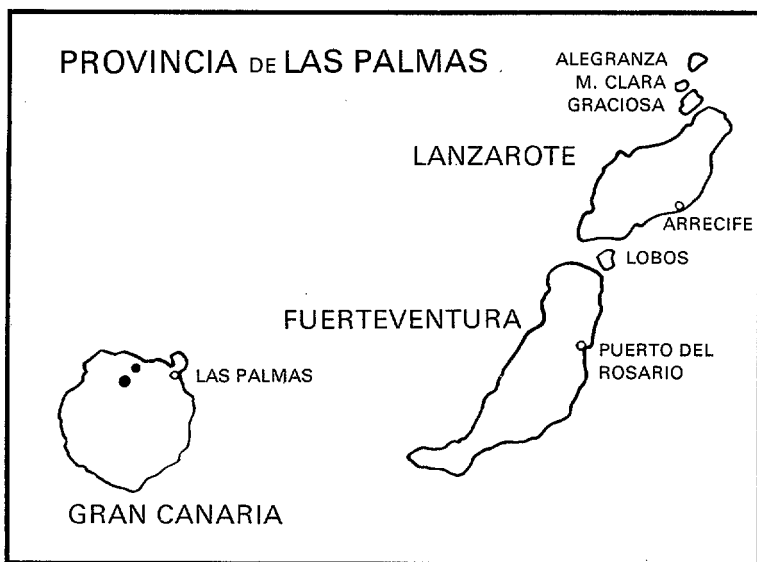 PROVINCIA DE LAS PALMAS
ALEGRANZA
M. CLARA
GRACIOSA
LANZAROTE
ARRECIFE
LOBOS
FUERTEVENTURA
PUERTO DEL
ROSARIO
LAS PALMAS
GRAN CANARIA